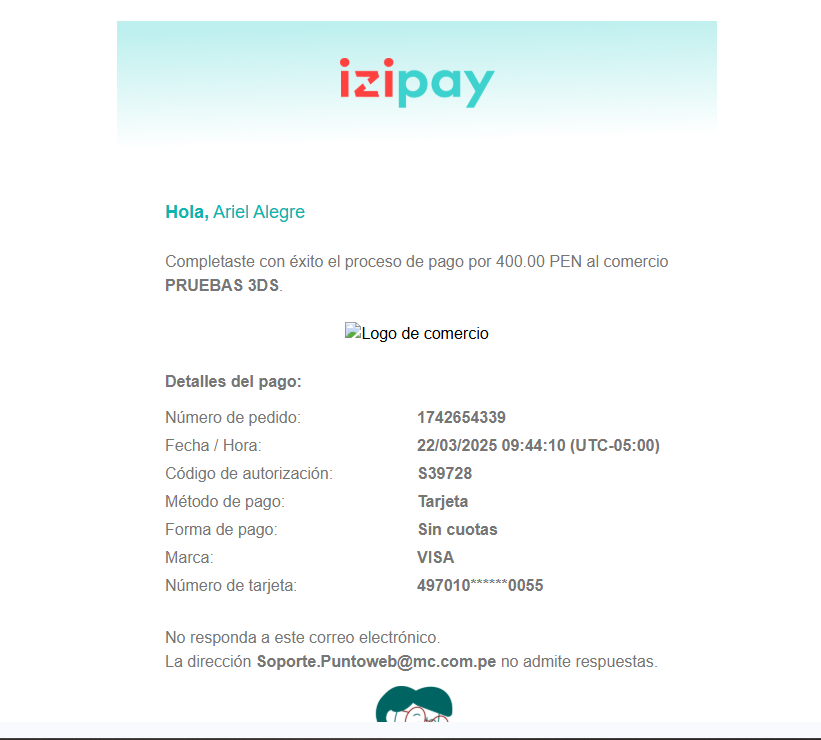 izipay
Hola, Ariel Alegre
Completaste con éxito el proceso de pago por 400.00 PEN al comercio
PRUEBAS 3DS.
Logo de comercio
Detalles del pago:
Número de pedido: 1742654339
Fecha / Hora: 22/03/2025 09:44:10 (UTC-05:00)
Código de autorización: S39728
Método de pago: Tarjeta
Forma de pago: Sin cuotas
Marca: VISA
Número de tarjeta: 497010******0055
No responda a este correo electrónico.
La dirección Soporte.Puntoweb@mc.com.pe no admite respuestas.